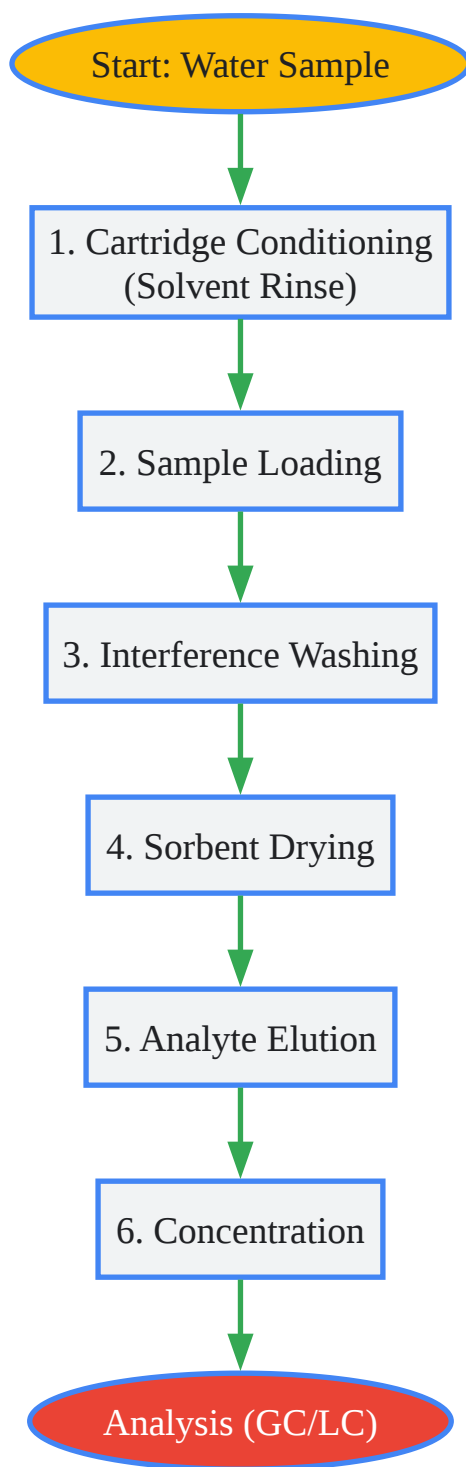 Start: Water Sample
1. Cartridge Conditioning
(Solvent Rinse)
2. Sample Loading
3. Interference Washing
4. Sorbent Drying
5. Analyte Elution
6. Concentration
Analysis (GC/LC)